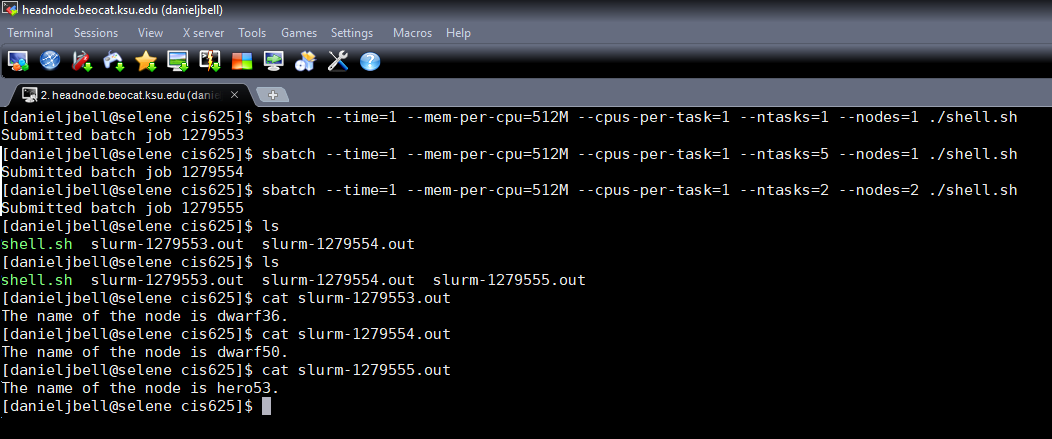 headnode.beocat.ksu.edu (danieljbell)
Terminal Sessions View X server Tools Games Settings Macros Help
2. headnode.beocat.ksu.edu (danie
[danieljbell@selene cis625]$ sbatch --time=1 --mem-per-cpu=512M --cpus-per-task=1 --ntasks=1 --nodes=1 ./shell.sh
Submitted batch job 1279553
[danieljbell@selene cis625]$ sbatch --time=1 --mem-per-cpu=512M --cpus-per-task=1 --ntasks=5 --nodes=1 ./shell.sh
Submitted batch job 1279554
[danieljbell@selene cis625]$ sbatch --time=1 --mem-per-cpu=512M --cpus-per-task=1 --ntasks=2 --nodes=2 ./shell.sh
Submitted batch job 1279555
[danieljbell@selene cis625]$ ls
shell.sh slurm-1279553.out slurm-1279554.out
[danieljbell@selene cis625]$ ls
shell.sh slurm-1279553.out slurm-1279554.out slurm-1279555.out
[danieljbell@selene cis625]$ cat slurm-1279553.out
The name of the node is dwarf36.
[danieljbell@selene cis625]$ cat slurm-1279554.out
The name of the node is dwarf50.
[danieljbell@selene cis625]$ cat slurm-1279555.out
The name of the node is hero53.
[danieljbell@selene cis625]$